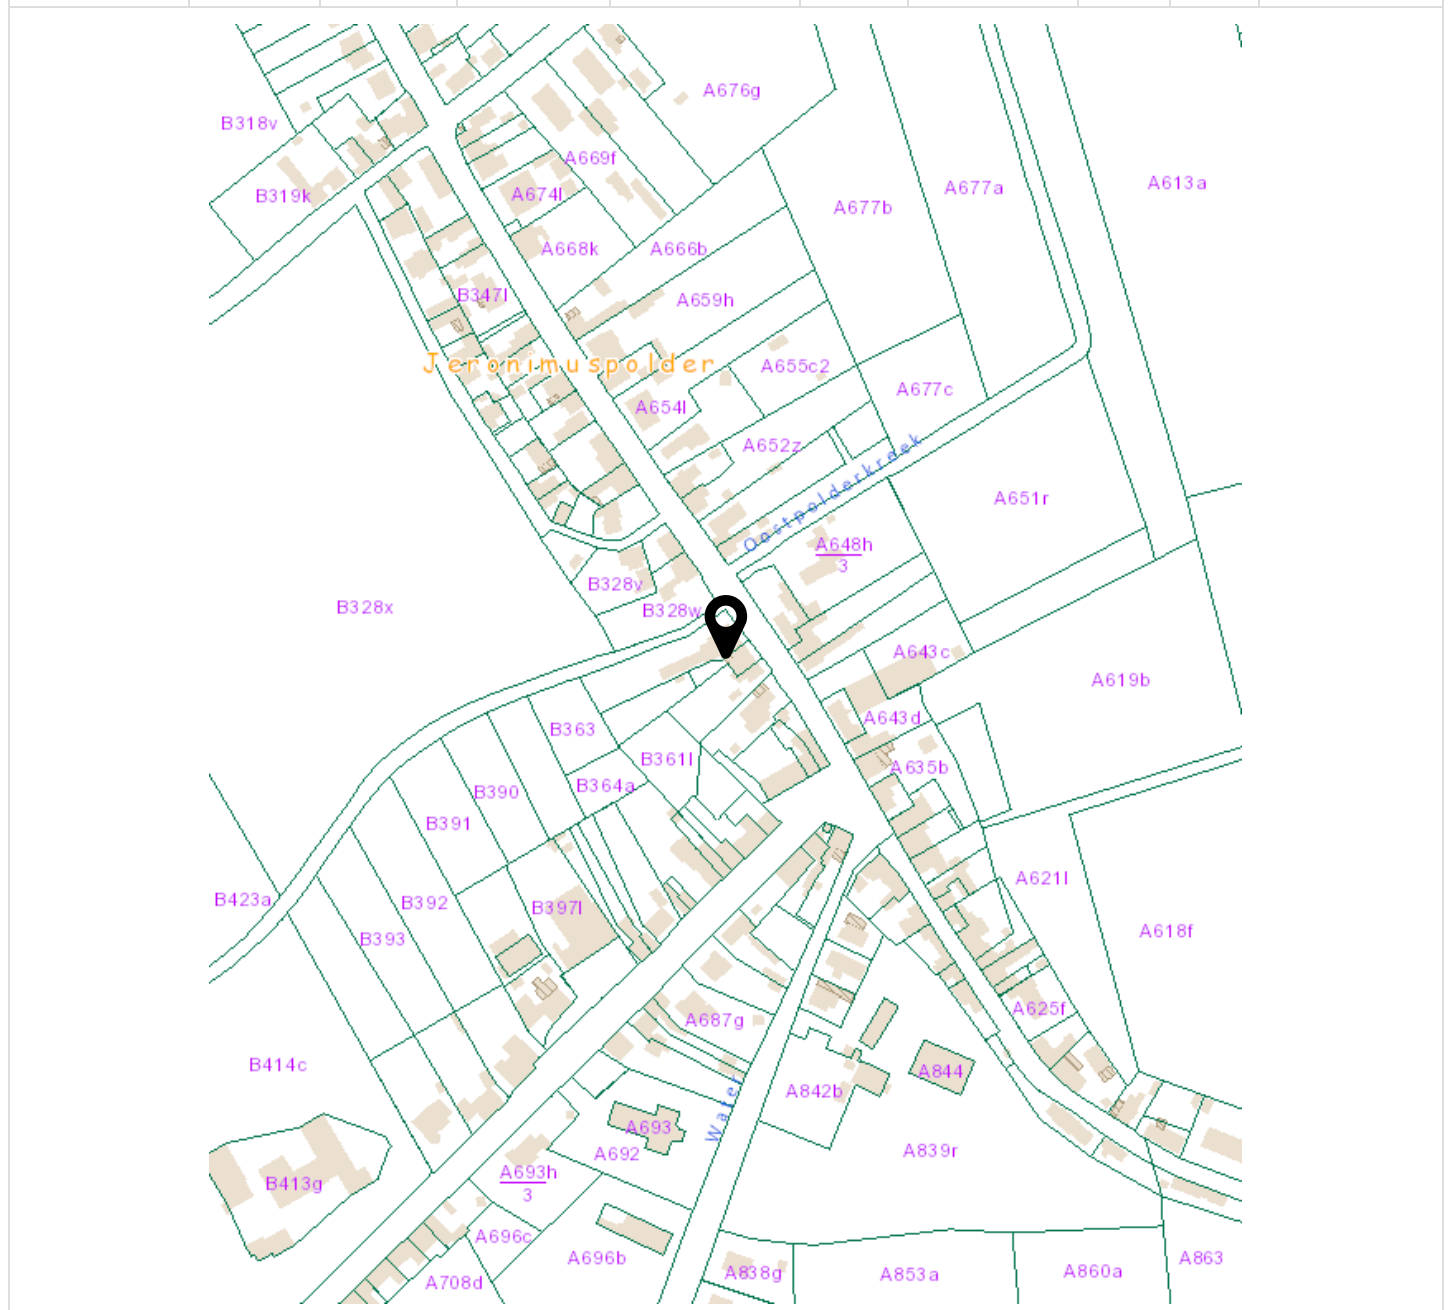 A676g
B318v
A669f
B319k
A674l
A677b
A677a
A613a
A668k
A666b
B347l
A659h
Jeronimuspolder
A655c2
A677c
A654l
A652z
Oostpolderkreek
A651r
A648h
3
B328v
B328x
B328w
A643c
A619b
A643d
B363
B361l
A635b
B364a
B390
B391
A621l
B423a
B392
B397l
B393
A618f
A625f
A687g
B414c
A844
A842b
Water
A693
A692
A839r
A693h
3
B413g
A696c
A696b
A863
A838g
A853a
A860a
A708d